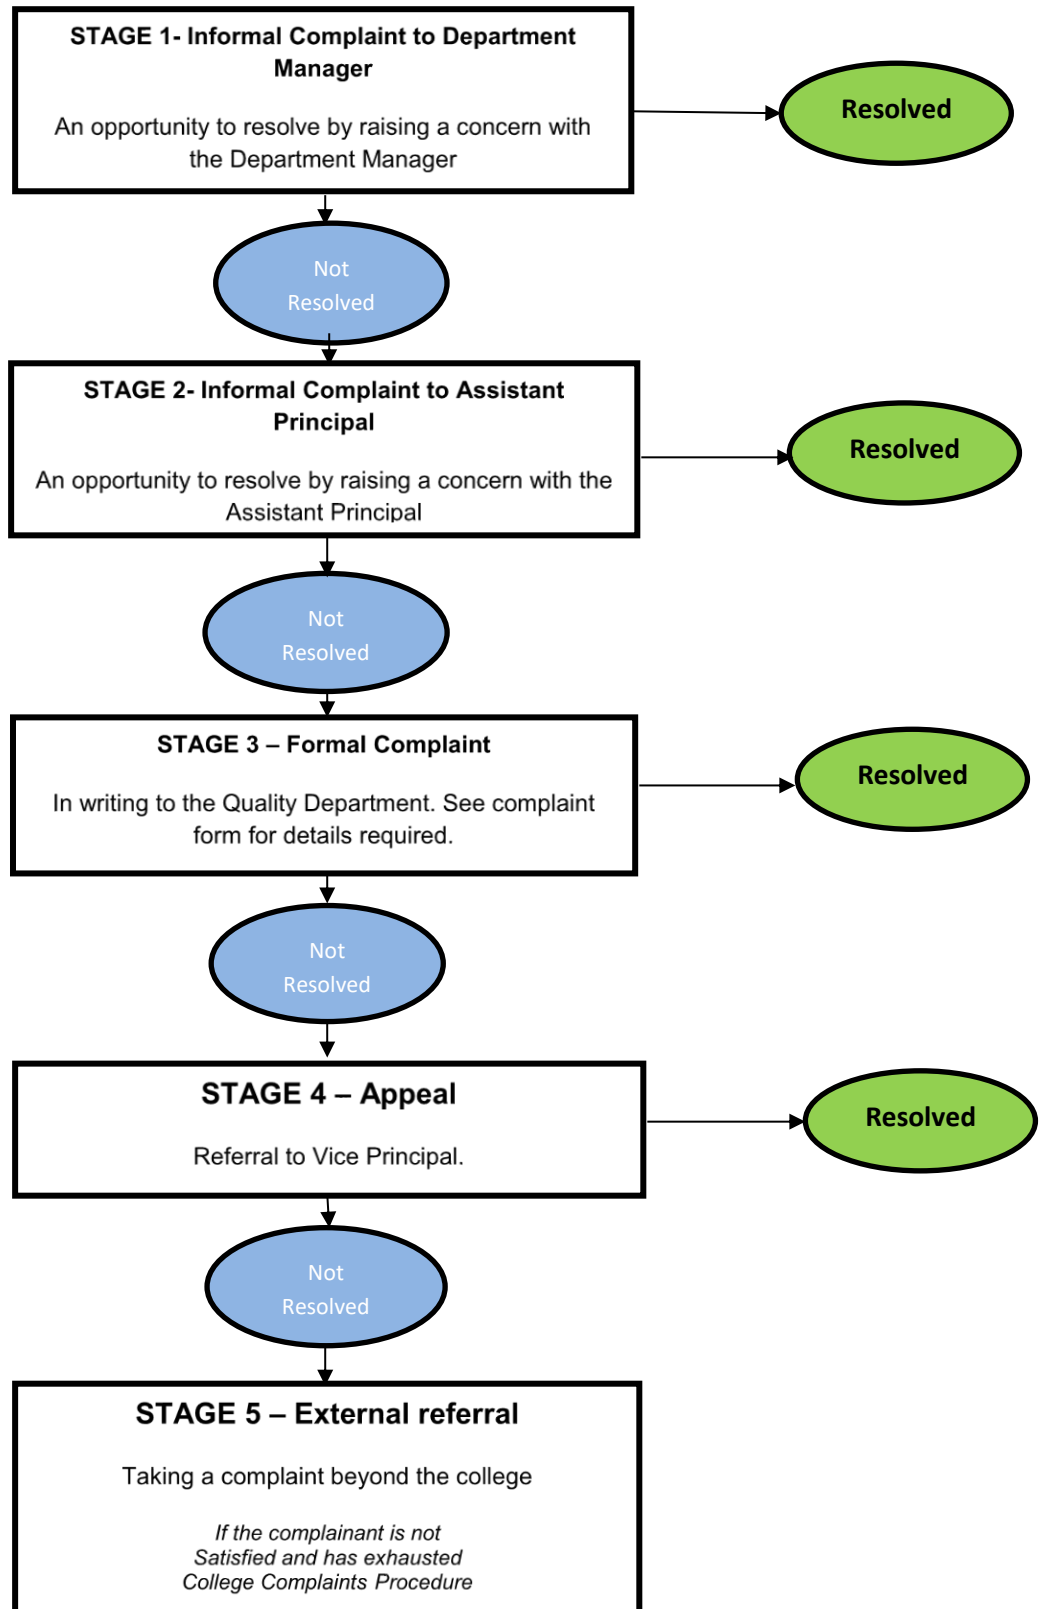 STAGE 1- Informal Complaint to Department
Manager
An opportunity to resolve by raising a concern with
the Department Manager
Resolved
Not
Resolved
STAGE 2- Informal Complaint to Assistant
Principal
An opportunity to resolve by raising a concern with the
Assistant Principal
Resolved
Not
Resolved
STAGE 3 – Formal Complaint
In writing to the Quality Department. See complaint
form for details required.
Resolved
Not
Resolved
STAGE 4 – Appeal
Referral to Vice Principal.
Resolved
Not
Resolved
STAGE 5 – External referral
Taking a complaint beyond the college
If the complainant is not
Satisfied and has exhausted
College Complaints Procedure